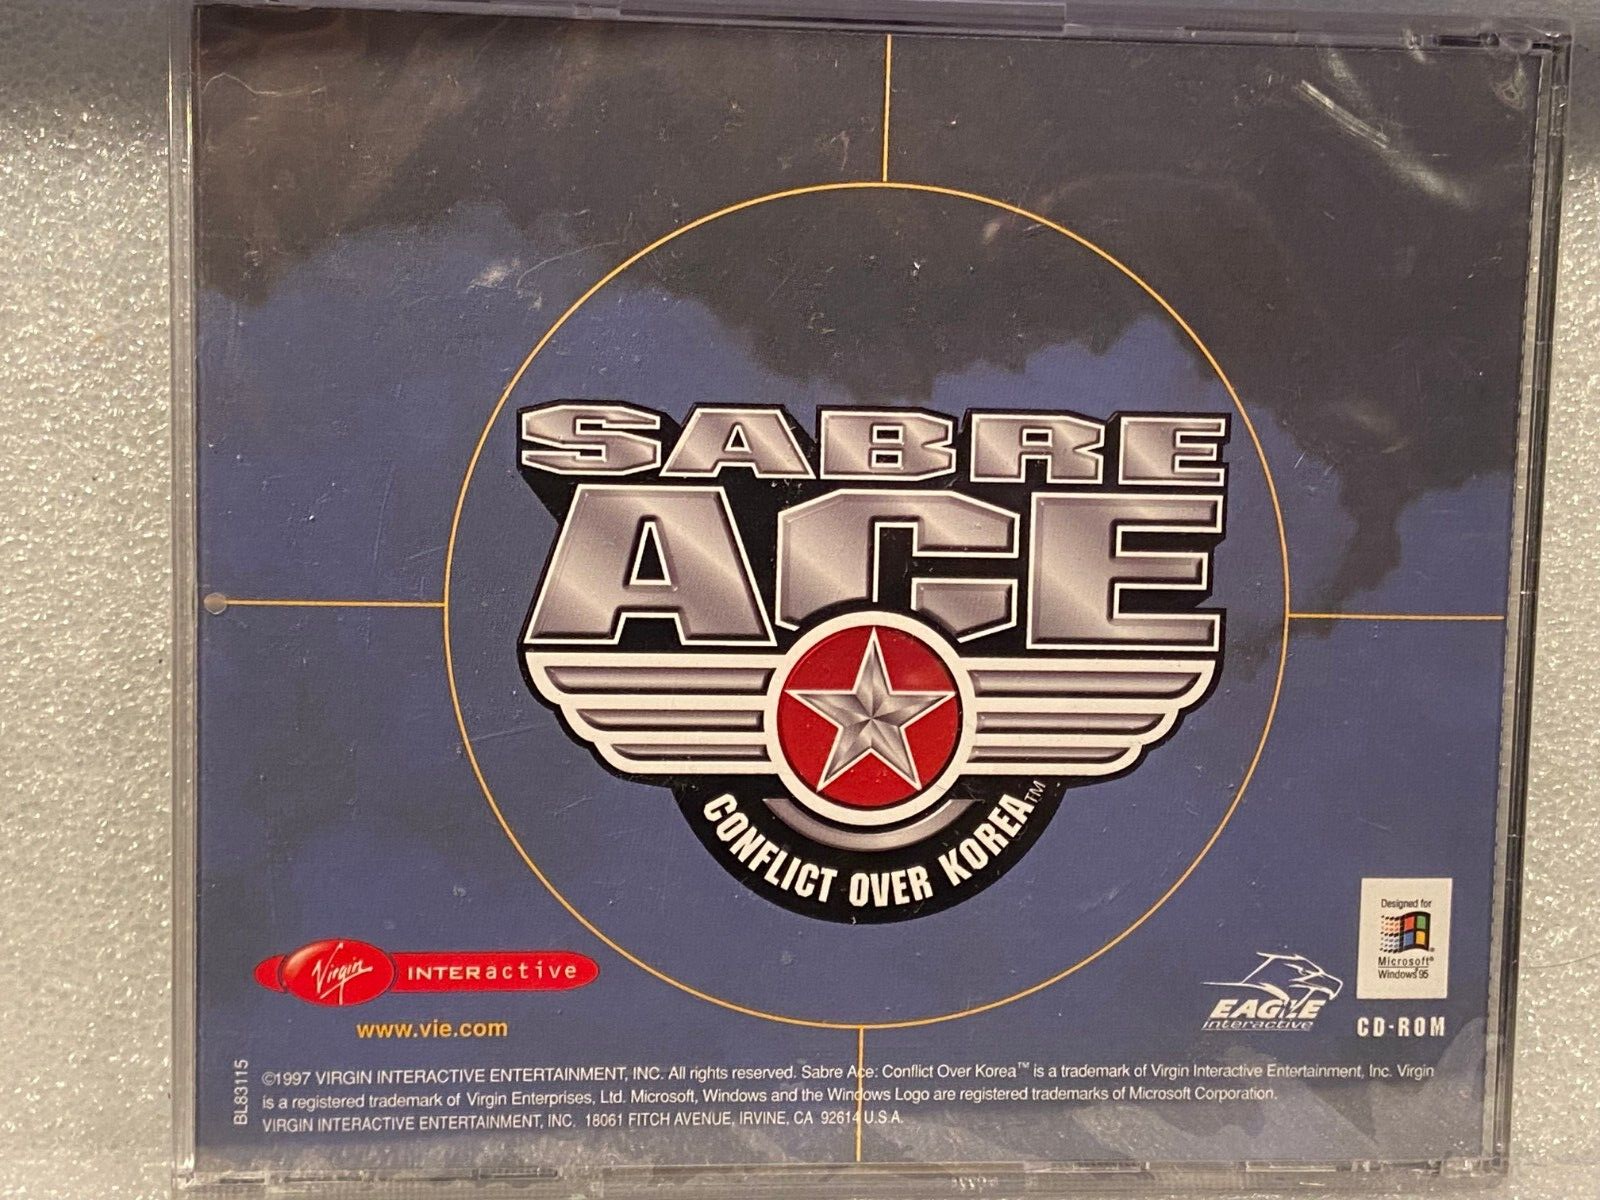 SABRE
ACE
CONFLICT OVER KOREA™
Virgin INTERactive
www.vie.com
EAGLE
interactive
Designed for
Microsoft®
Windows®95
CD-ROM
BL83115
©1997 VIRGIN INTERACTIVE ENTERTAINMENT, INC. All rights reserved. Sabre Ace: Conflict Over Korea™ is a trademark of Virgin Interactive Entertainment, Inc. Virgin
is a registered trademark of Virgin Enterprises, Ltd. Microsoft, Windows and the Windows Logo are registered trademarks of Microsoft Corporation.
VIRGIN INTERACTIVE ENTERTAINMENT, INC. 18061 FITCH AVENUE, IRVINE, CA 92614 U.S.A.